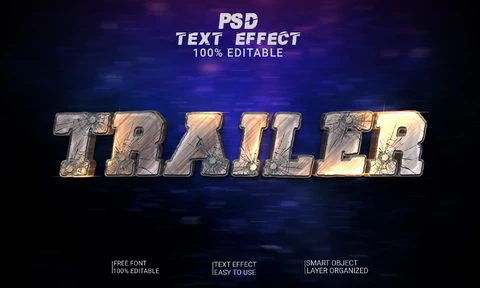 PSD
TEXT EFFECT
100% EDITABLE
TRAILER
FREE FONT
100% EDITABLE
TEXT EFFECT
EASY TO USE
SMART OBJECT
LAYER ORGANIZED